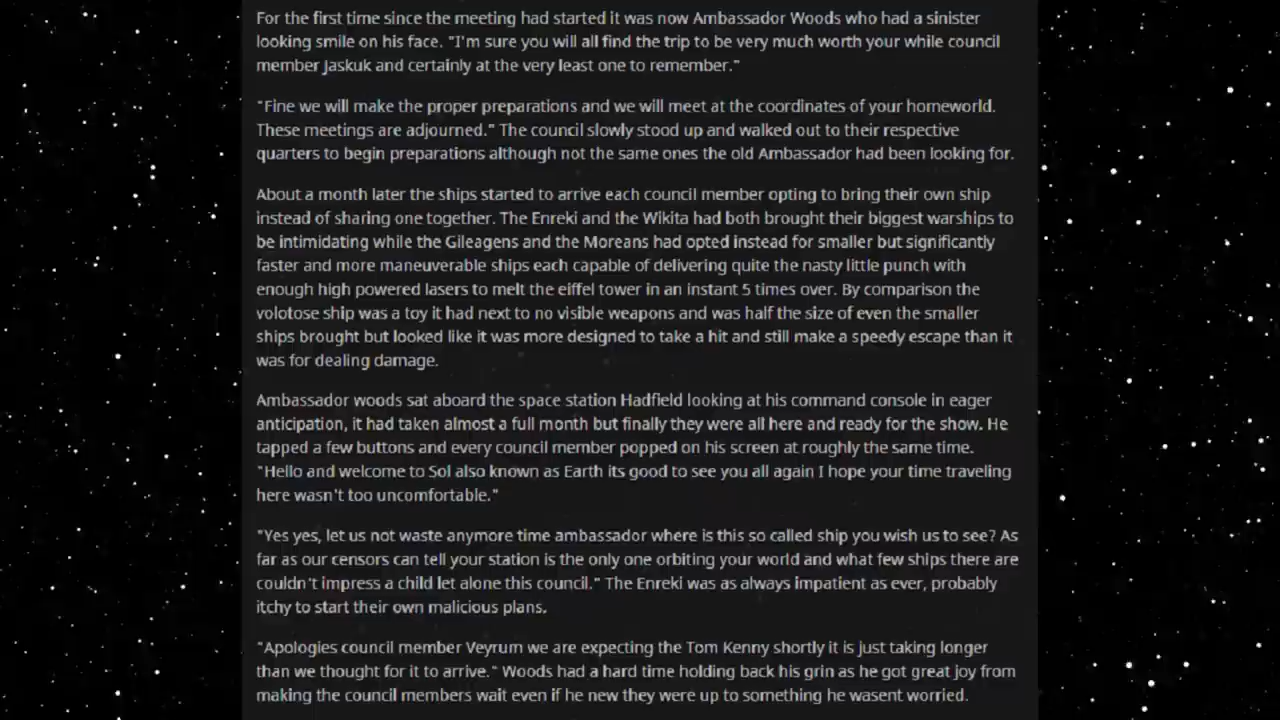 For the first time since the meeting had started it was now Ambassador Woods who had a sinister
looking smile on his face. "I'm sure you will all find the trip to be very much worth your while council
member Jaskuk and certainly at the very least one to remember."
"Fine we will make the proper preparations and we will meet at the coordinates of your homeworld.
These meetings are adjourned." The council slowly stood up and walked out to their respective
quarters to begin preparations although not the same ones the old Ambassador had been looking for.
About a month later the ships started to arrive each council member opting to bring their own ship
instead of sharing one together. The Enreki and the Wikita had both brought their biggest warships to
be intimidating while the Gileagens and the Moreans had opted instead for smaller but significantly
faster and more maneuverable ships each capable of delivering quite the nasty little punch with
enough high powered lasers to melt the eiffel tower in an instant 5 times over. By comparison the
volotose ship was a toy it had next to no visible weapons and was half the size of even the smaller
ships brought but looked like it was more designed to take a hit and still make a speedy escape than it
was for dealing damage.
Ambassador woods sat aboard the space station Hadfield looking at his command console in eager
anticipation, it had taken almost a full month but finally they were all here and ready for the show. He
tapped a few buttons and every council member popped on his screen at roughly the same time.
"Hello and welcome to Sol also known as Earth its good to see you all again I hope your time traveling
here wasn't too uncomfortable."
"Yes yes, let us not waste anymore time ambassador where is this so called ship you wish us to see? As
far as our censors can tell your station is the only one orbiting your world and what few ships there are
couldn't impress a child let alone this council." The Enreki was as always impatient as ever, probably
itchy to start their own malicious plans.
"Apologies council member Veyrum we are expecting the Tom Kenny shortly it is just taking longer
than we thought for it to arrive." Woods had a hard time holding back his grin as he got great joy from
making the council members wait even if he new they were up to something he wasent worried.